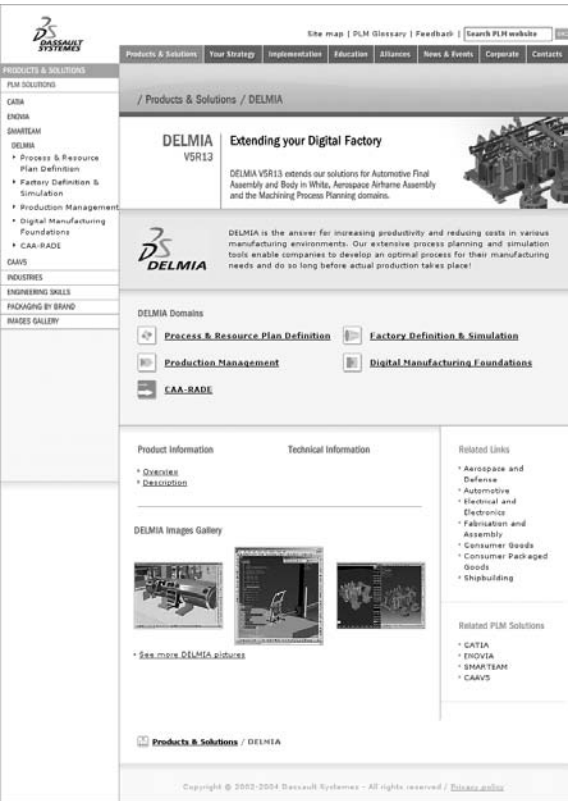 DASSAULT
SYSTEMES
Site map | PLM Glossary | Feedback | Search PLM website
Products & Solutions Your Strategy Implementation Education Alliances News & Events Corporate Contacts
PRODUCTS & SOLUTIONS
PLM SOLUTIONS
CATIA
ENOVIA
SMARTEAM
DELMIA
Process & Resource
Plan Definition
Factory Definition &
Simulation
Production Management
Digital Manufacturing
Foundations
CAA-RADE
CAAV5
INDUSTRIES
ENGINEERING SKILLS
PACKAGING BY BRAND
IMAGES GALLERY
/ Products & Solutions / DELMIA
DELMIA
V5R13
Extending your Digital Factory
DELMIA V5R13 extends our solutions for Automotive Final
Assembly and Body in White, Aerospace Airframe Assembly
and the Machining Process Planning domains.
DELMIA
DELMIA is the answer for increasing productivity and reducing costs in various
manufacturing environments. Our extensive process planning and simulation
tools enable companies to develop an optimal process for their manufacturing
needs and do so long before actual production takes place!
DELMIA Domains
Process & Resource Plan Definition
Factory Definition & Simulation
Production Management
Digital Manufacturing Foundations
CAA-RADE
Product Information
Overview
Description
Technical Information
DELMIA Images Gallery
See more DELMIA pictures
Related Links
Aerospace and
Defense
Automotive
Electrical and
Electronics
Fabrication and
Assembly
Consumer Goods
Consumer Packaged
Goods
Shipbuilding
Related PLM Solutions
CATIA
ENOVIA
SMARTEAM
CAAV5
Products & Solutions / DELMIA
Copyright © 2002-2004 Dassault Systemes - All rights reserved / Privacy policy